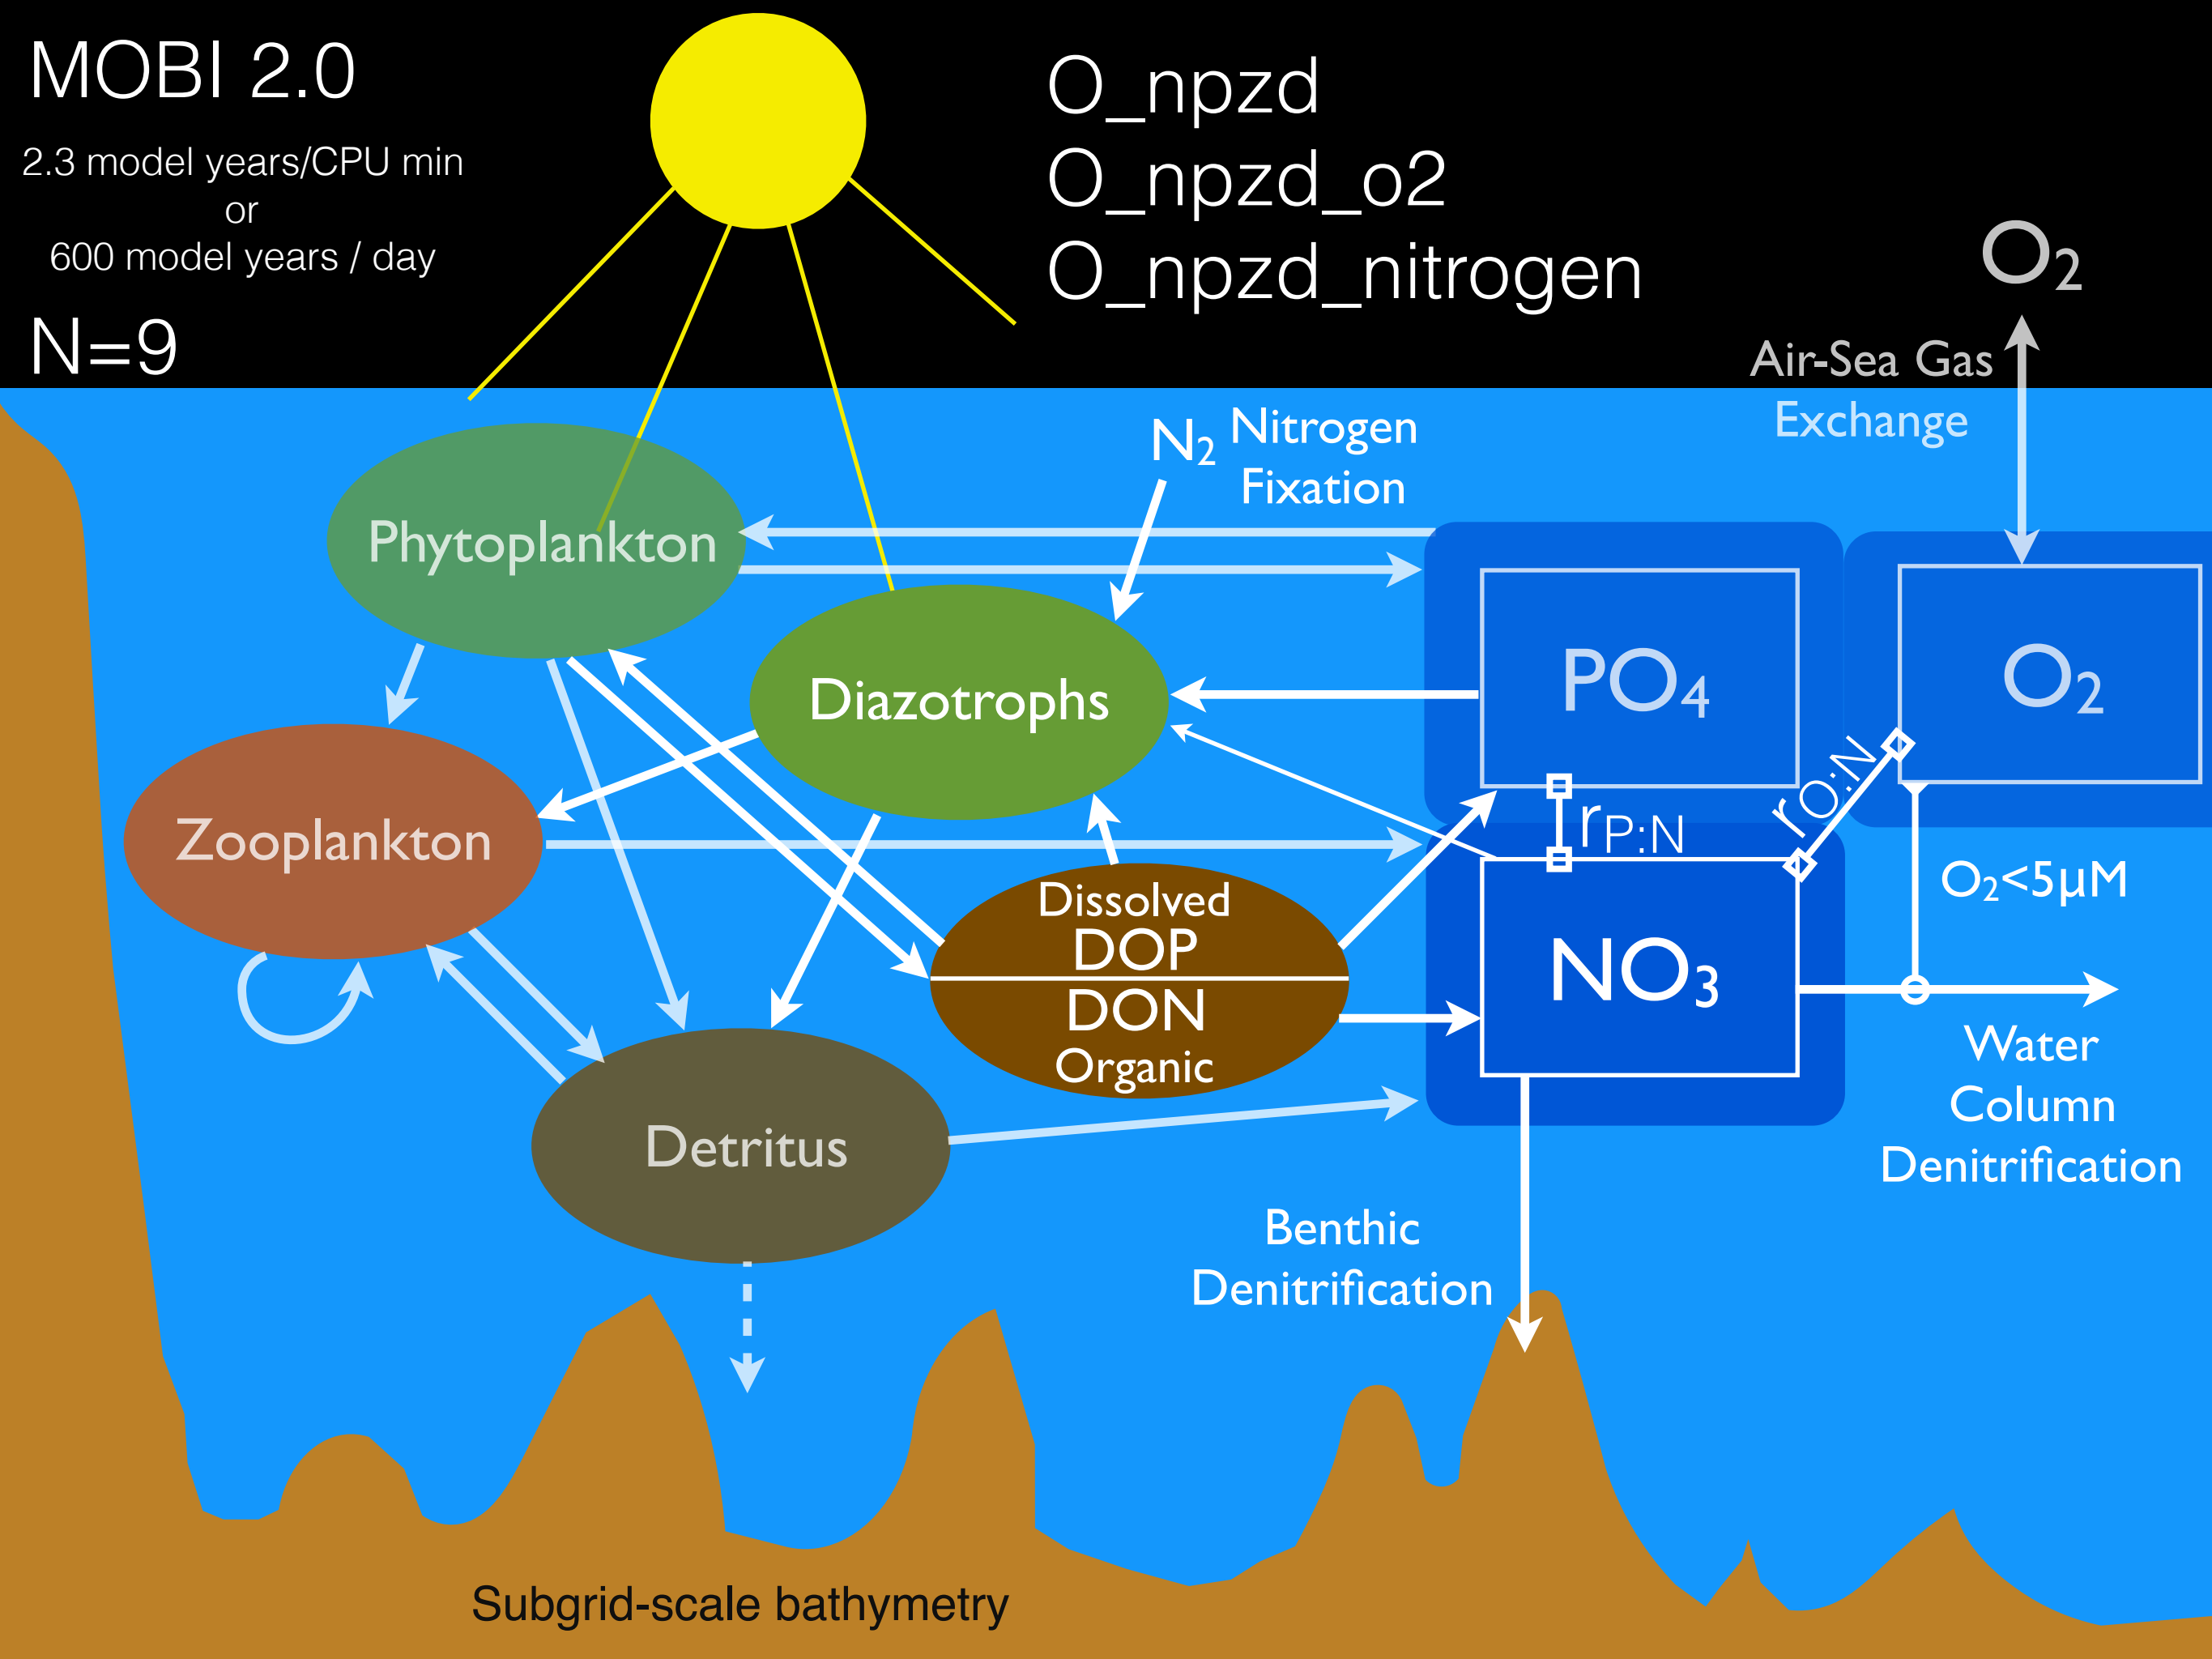 MOBI 2.0
2.3 model years/CPU min
or
600 model years / day
N=9
O_npzd
O_npzd_o2
O_npzd_nitrogen
O₂
Air-Sea Gas
Exchange
N₂
Nitrogen
Fixation
Phytoplankton
Diazotrophs
Zooplankton
PO₄
O₂
rP:N
rO:N
O₂<5µM
Dissolved
DOP
DON
Organic
NO₃
Water
Column
Denitrification
Detritus
Benthic
Denitrification
Subgrid-scale bathymetry